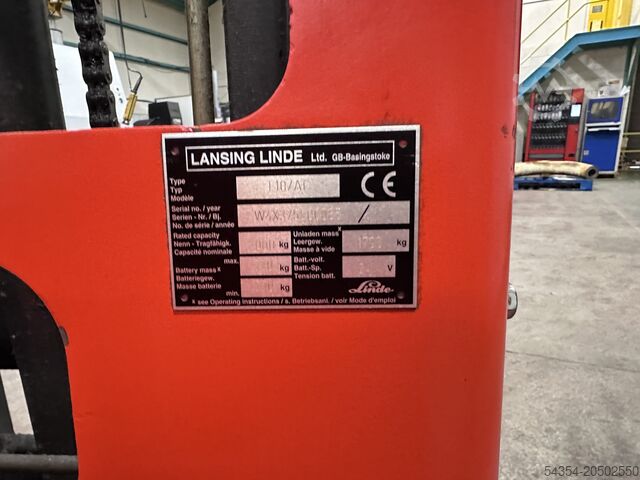 LANSING LINDE Ltd. GB-Basingstoke
Type
Typ
Modèle
CE
Serial no. / year
Serien - Nr. / Bj.
No. de série / année
/
Rated capacity
Nenn - Tragfähigk.
Capacité nominale
kg
Unladen mass x
Leergew.
Masse à vide
kg
max.
Battery mass x
Batteriegew.
Masse batterie
min.
kg
kg
Batt.-volt.
Batt.-Sp.
Tension batt.
V
Linde
x see Operating instructions / s. Betriebsanl. / voir Mode d'emploi
54354-20502550